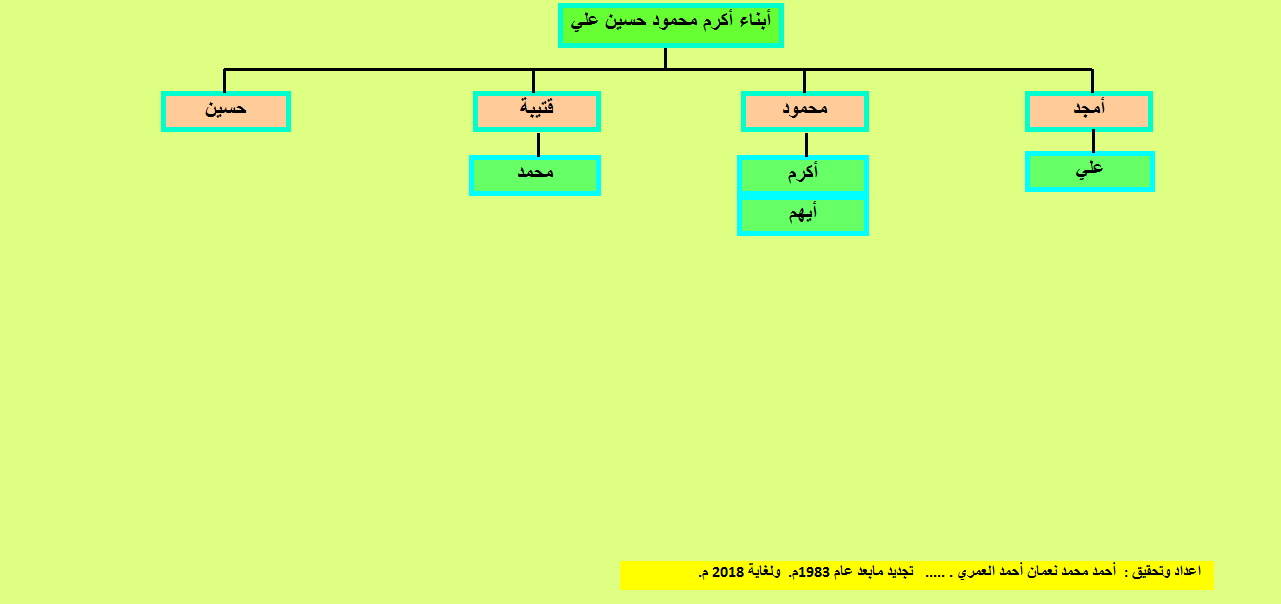 أبناء أكرم محمود حسين علي
أمجد
محمود
قتيبة
حسين
علي
أكرم
محمد
أيهم
اعداد وتحقيق : أحمد محمد نعمان أحمد العمري . ..... تجديد مابعد عام 1983م. ولغاية 2018 م.